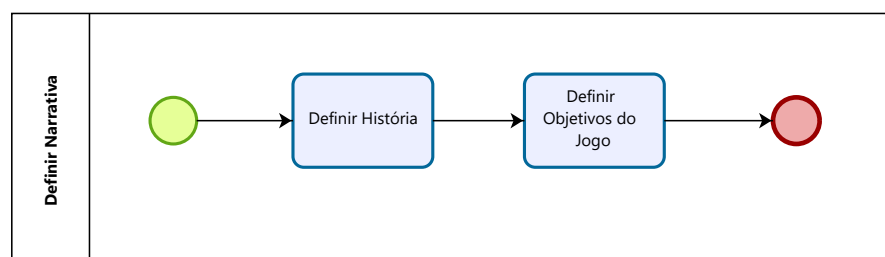 Definir Narrativa
Definir História
Definir
Objetivos do
Jogo